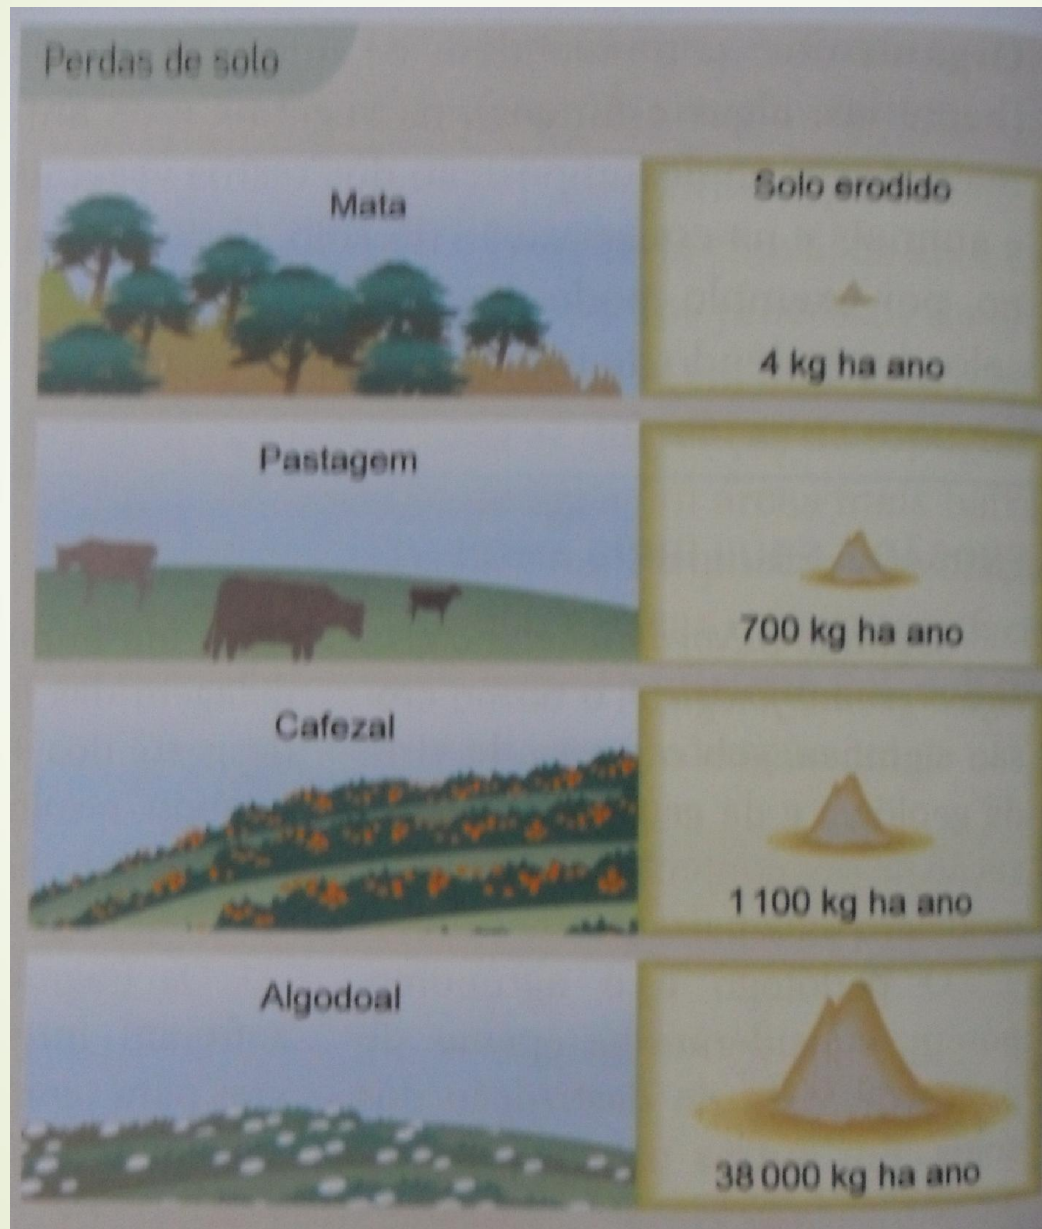 Perdas de solo
Mata
Solo erodido
4 kg ha ano
Pastagem
700 kg ha ano
Cafezal
1 100 kg ha ano
Algodoal
38 000 kg ha ano